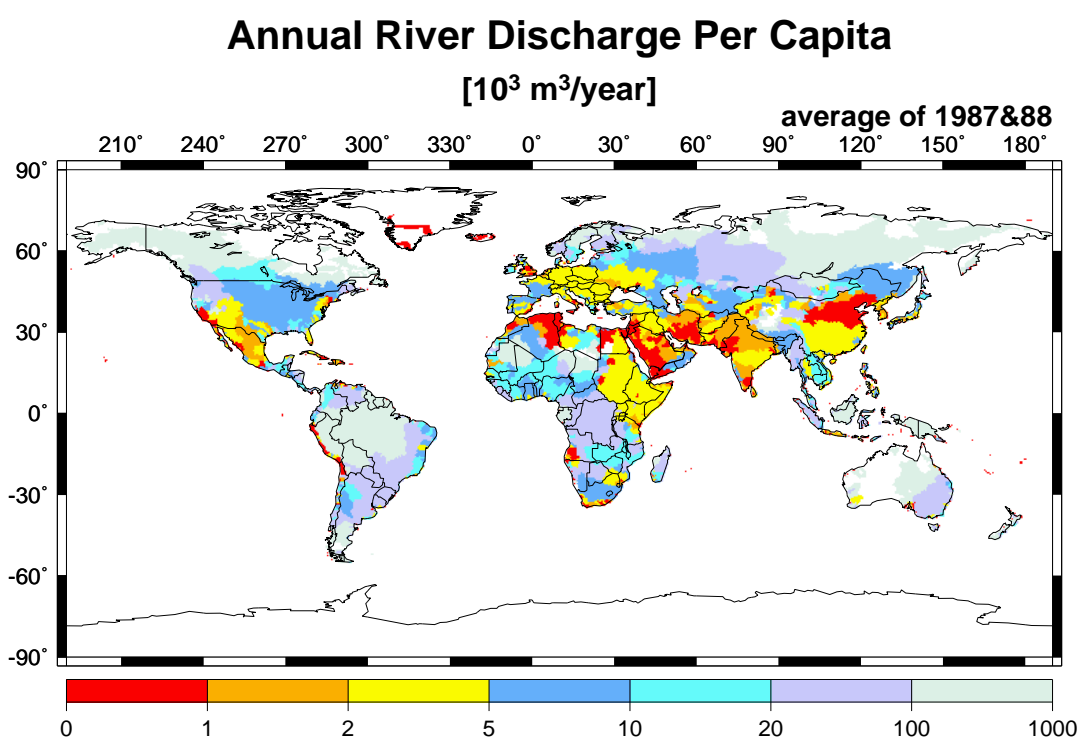 Annual River Discharge Per Capita
[10³ m³/year]
average of 1987&88
210˚ 240˚ 270˚ 300˚ 330˚ 0˚ 30˚ 60˚ 90˚ 120˚ 150˚ 180˚
90˚
60˚
30˚
0˚
-30˚
-60˚
-90˚
0 1 2 5 10 20 100 1000